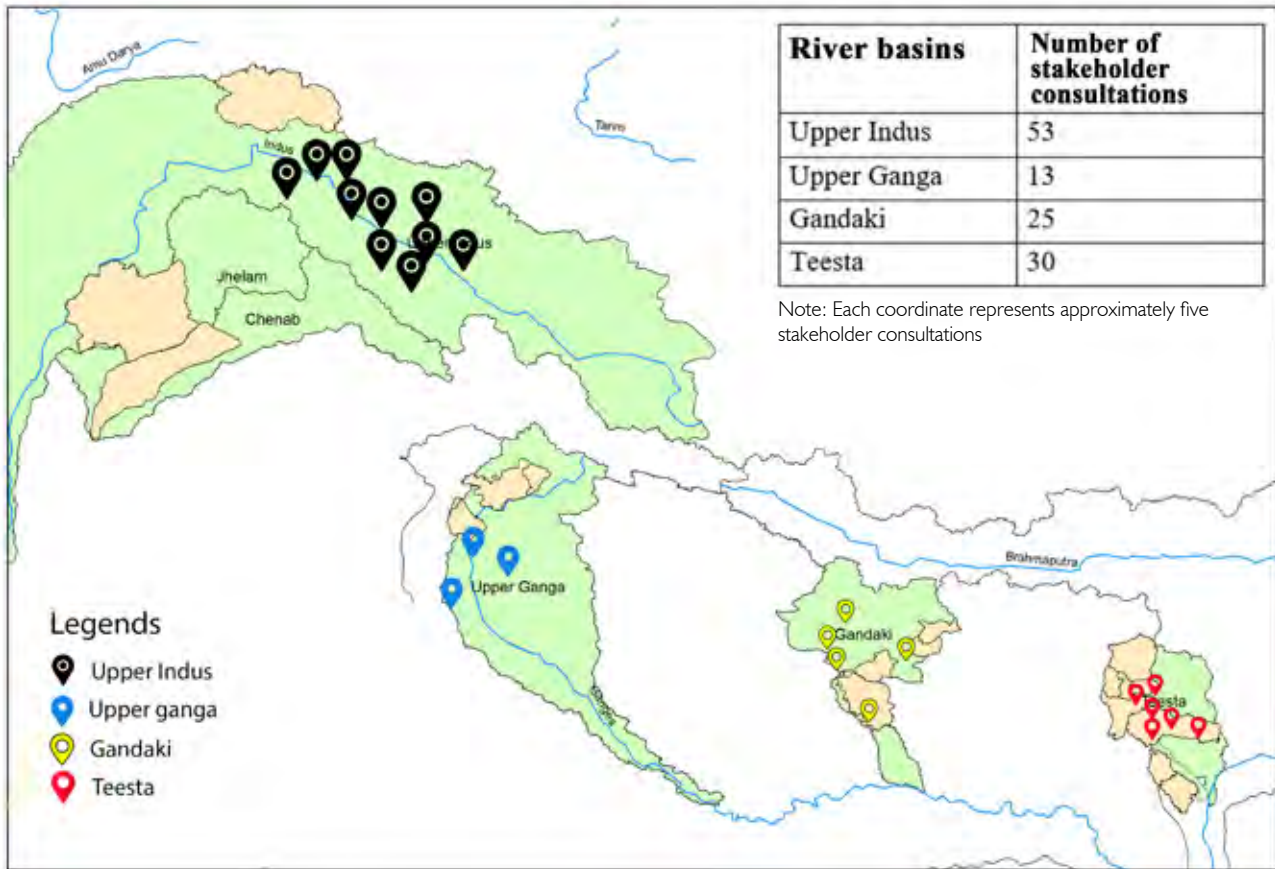 Amu Darya
Tarim
Indus
Jhelam
Chenab
River basins
Number of
stakeholder
consultations
Upper Indus
53
Upper Ganga
13
Gandaki
25
Teesta
30
Note: Each coordinate represents approximately five
stakeholder consultations
Brahmaputra
Upper Ganga
Gandaki
Teesta
Legends
Upper Indus
Upper ganga
Gandaki
Teesta